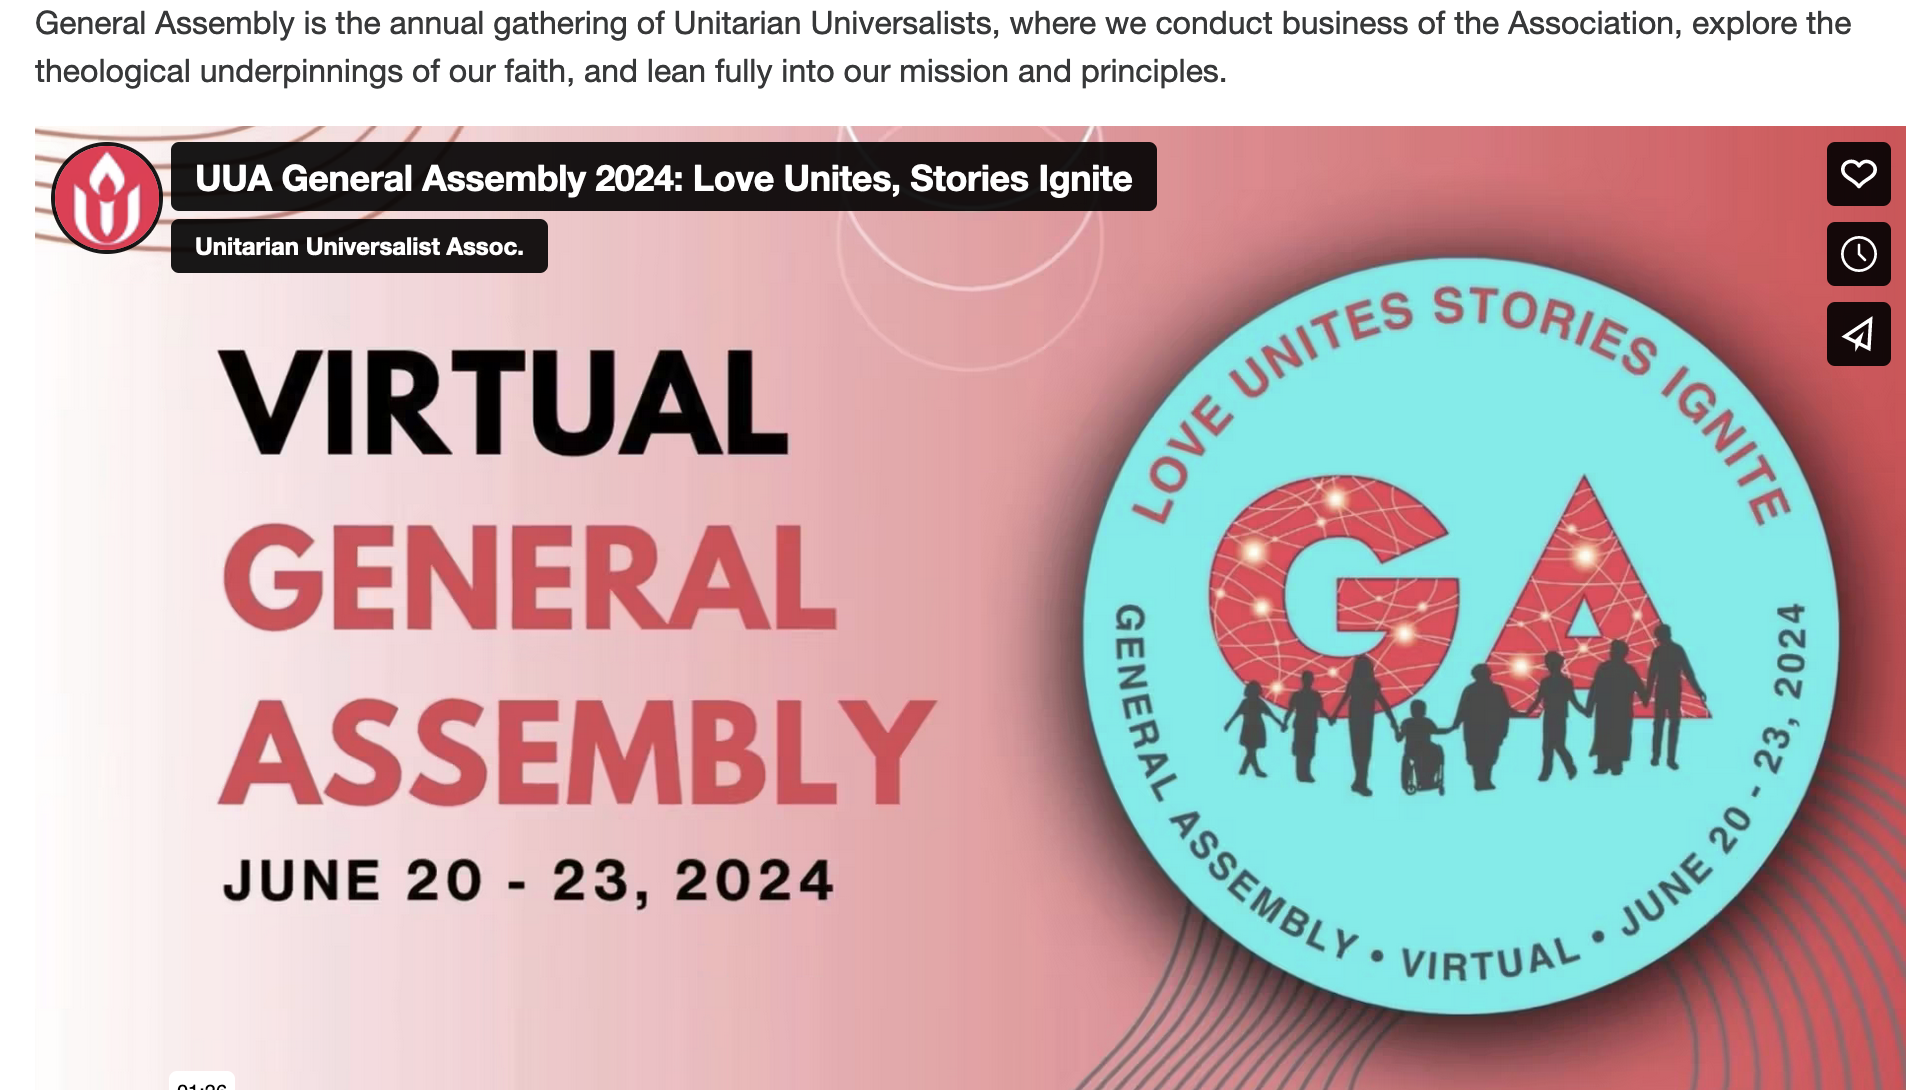 General Assembly is the annual gathering of Unitarian Universalists, where we conduct business of the Association, explore the
theological underpinnings of our faith, and lean fully into our mission and principles.
UUA General Assembly 2024: Love Unites, Stories Ignite
Unitarian Universalist Assoc.
VIRTUAL
GENERAL
ASSEMBLY
JUNE 20 - 23, 2024
LOVE UNITES STORIES IGNITE
GA
GENERAL ASSEMBLY • VIRTUAL • JUNE 20 - 23, 2024